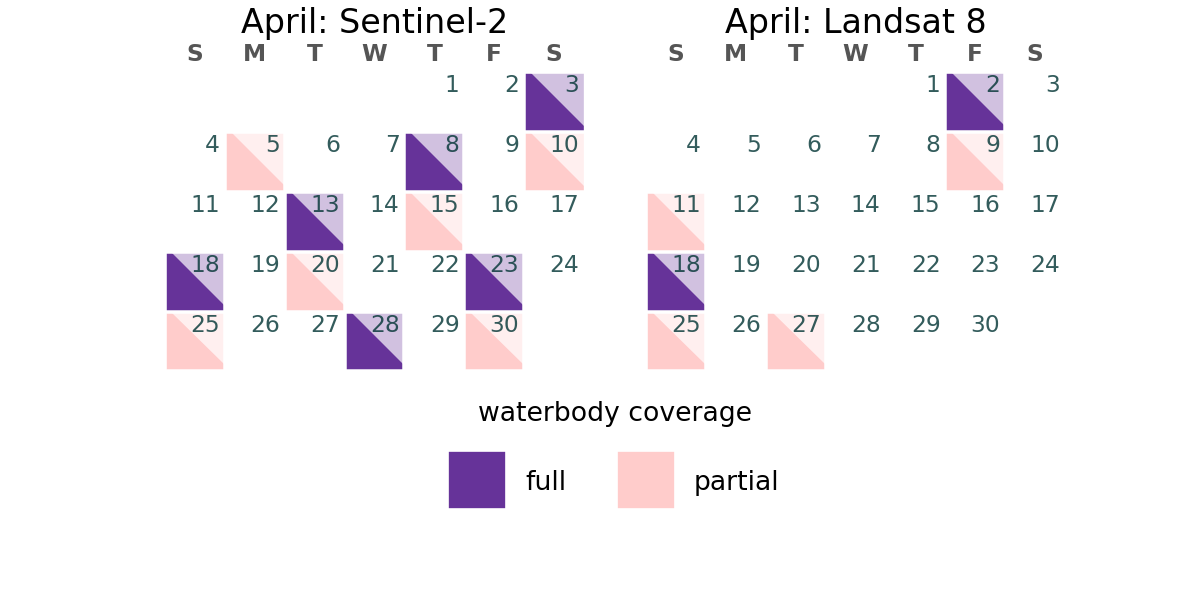 April: Sentinel-2
S M T W T F S
1 2 3
4 5 6 7 8 9 10
11 12 13 14 15 16 17
18 19 20 21 22 23 24
25 26 27 28 29 30
April: Landsat 8
S M T W T F S
1 2 3
4 5 6 7 8 9 10
11 12 13 14 15 16 17
18 19 20 21 22 23 24
25 26 27 28 29 30
waterbody coverage
full
partial